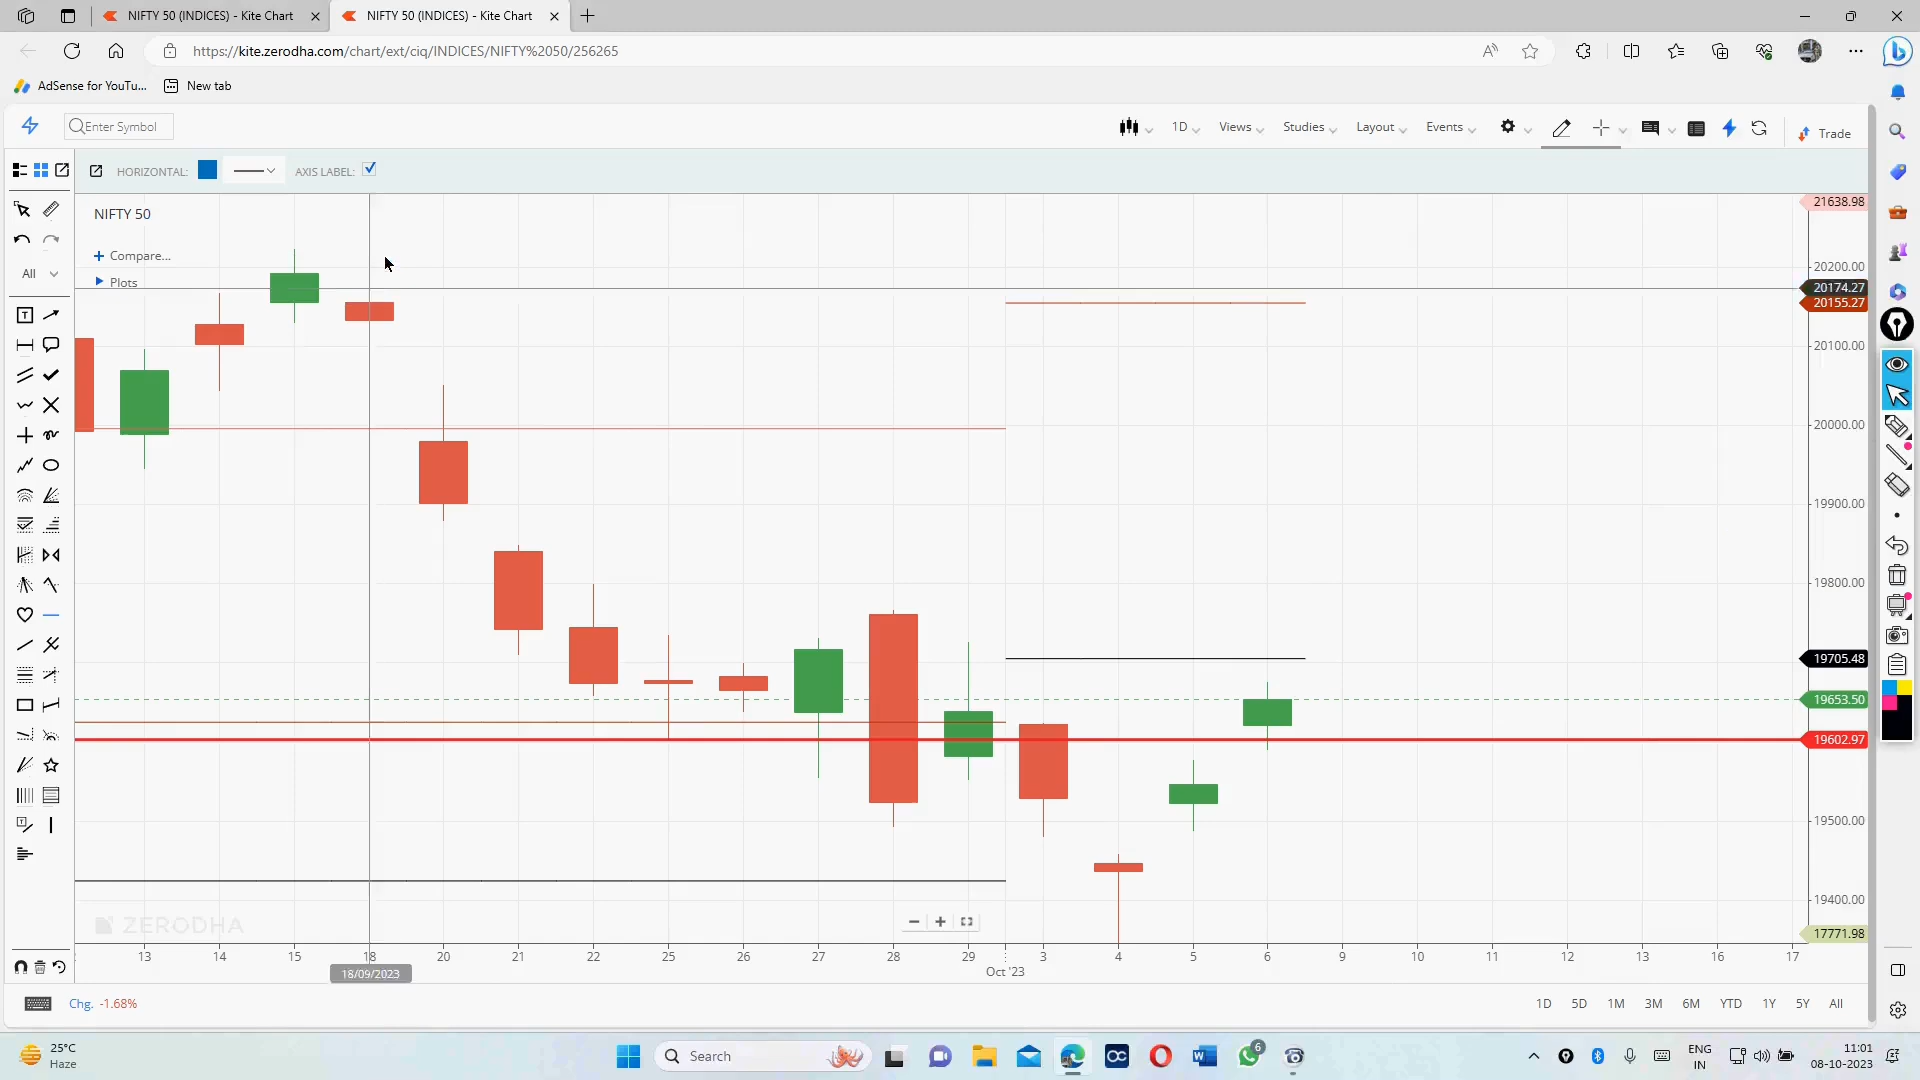 NIFTY 50 (INDICES) - Kite Chart
NIFTY 50 (INDICES) - Kite Chart
https://kite.zerodha.com/chart/ext/ciq/INDICES/NIFTY%2050/256265
AdSense for YouTu...
New tab
Enter Symbol
1D
Views
Studies
Layout
Events
Trade
HORIZONTAL:
AXIS LABEL:
NIFTY 50
Compare...
Plots
All
21638.98
20200.00
20174.27
20155.27
20100.00
20000.00
19900.00
19800.00
19705.48
19653.50
19602.97
19500.00
19400.00
17771.98
ZERODHA
13 14 15 18 20 21 22 25 26 27 28 29 3 4 5 6 9 10 11 12 13 16 17
Oct '23
18/09/2023
Chg. -1.68%
1D 5D 1M 3M 6M YTD 1Y 5Y All
25°C
Haze
Search
6
ENG
IN
11:01
08-10-2023